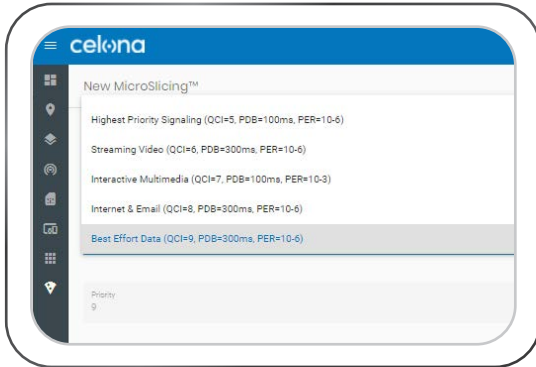 celona
New MicroSlicing™
Highest Priority Signaling (QCI=5, PDB=100ms, PER=10-6)
Streaming Video (QCI=6, PDB=300ms, PER=10-6)
Interactive Multimedia (QCI=7, PDB=100ms, PER=10-3)
Internet & Email (QCI=8, PDB=300ms, PER=10-6)
Best Effort Data (QCI=9, PDB=300ms, PER=10-6)
Priority
9